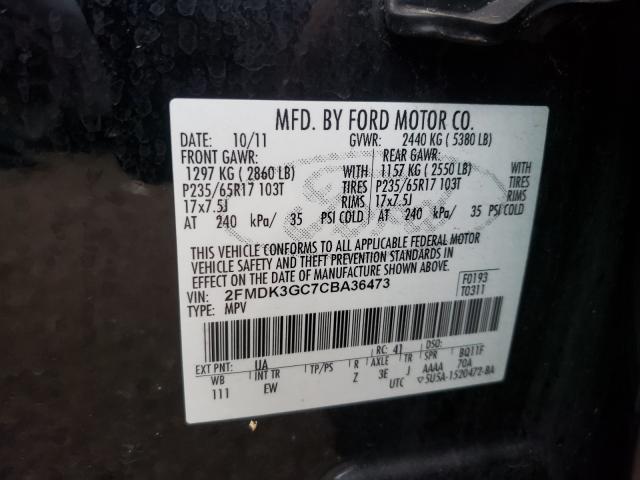 MFD. BY FORD MOTOR CO.
DATE: 10/11 GVWR: 2440 KG ( 5380 LB)
FRONT GAWR: REAR GAWR:
1297 KG ( 2860 LB) WITH 1157 KG ( 2550 LB) WITH
P235/65R17 103T TIRES P235/65R17 103T TIRES
17x7.5J RIMS 17x7.5J RIMS
AT 240 kPa/ 35 PSI COLD AT 240 kPa/ 35 PSI COLD
THIS VEHICLE CONFORMS TO ALL APPLICABLE FEDERAL MOTOR
VEHICLE SAFETY AND THEFT PREVENTION STANDARDS IN
EFFECT ON THE DATE OF MANUFACTURE SHOWN ABOVE.
VIN: 2FMDK3GC7CBA36473 F0193
TYPE: MPV T0311
EXT PNT: UA RC: 41 DSO:
WB INT TR TP/PS R AXLE TR SPR BQ11F
111 EW Z 3E J AAAA 70A
UTC ▽5U5A-1520472-BA
Ford